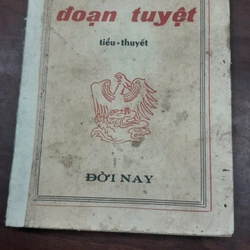 đoạn tuyệt
tiểu-thuyết
ĐỜI NAY